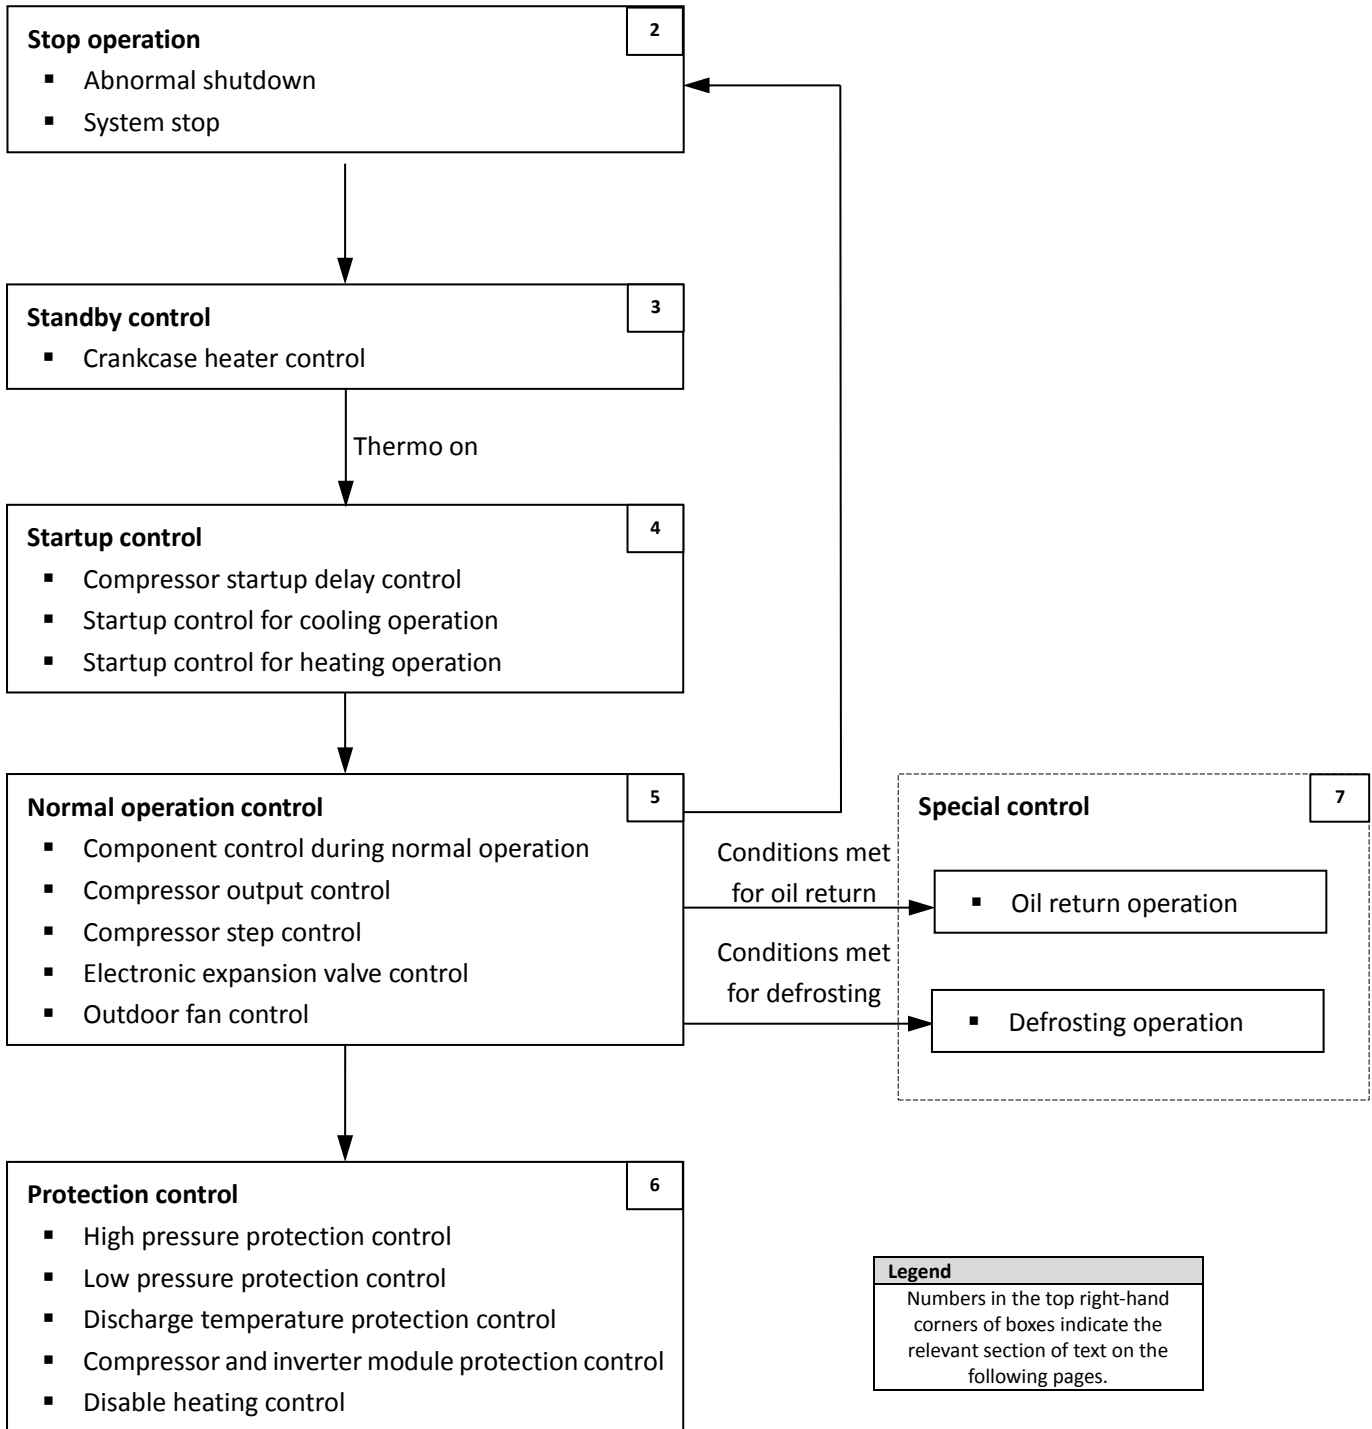 Stop operation
2
▪ Abnormal shutdown
▪ System stop
Standby control
3
▪ Crankcase heater control
Thermo on
Startup control
4
▪ Compressor startup delay control
▪ Startup control for cooling operation
▪ Startup control for heating operation
Normal operation control
5
▪ Component control during normal operation
▪ Compressor output control
▪ Compressor step control
▪ Electronic expansion valve control
▪ Outdoor fan control
Conditions met
for oil return
Conditions met
for defrosting
Special control
7
▪ Oil return operation
▪ Defrosting operation
Protection control
6
▪ High pressure protection control
▪ Low pressure protection control
▪ Discharge temperature protection control
▪ Compressor and inverter module protection control
▪ Disable heating control
Legend
Numbers in the top right-hand
corners of boxes indicate the
relevant section of text on the
following pages.